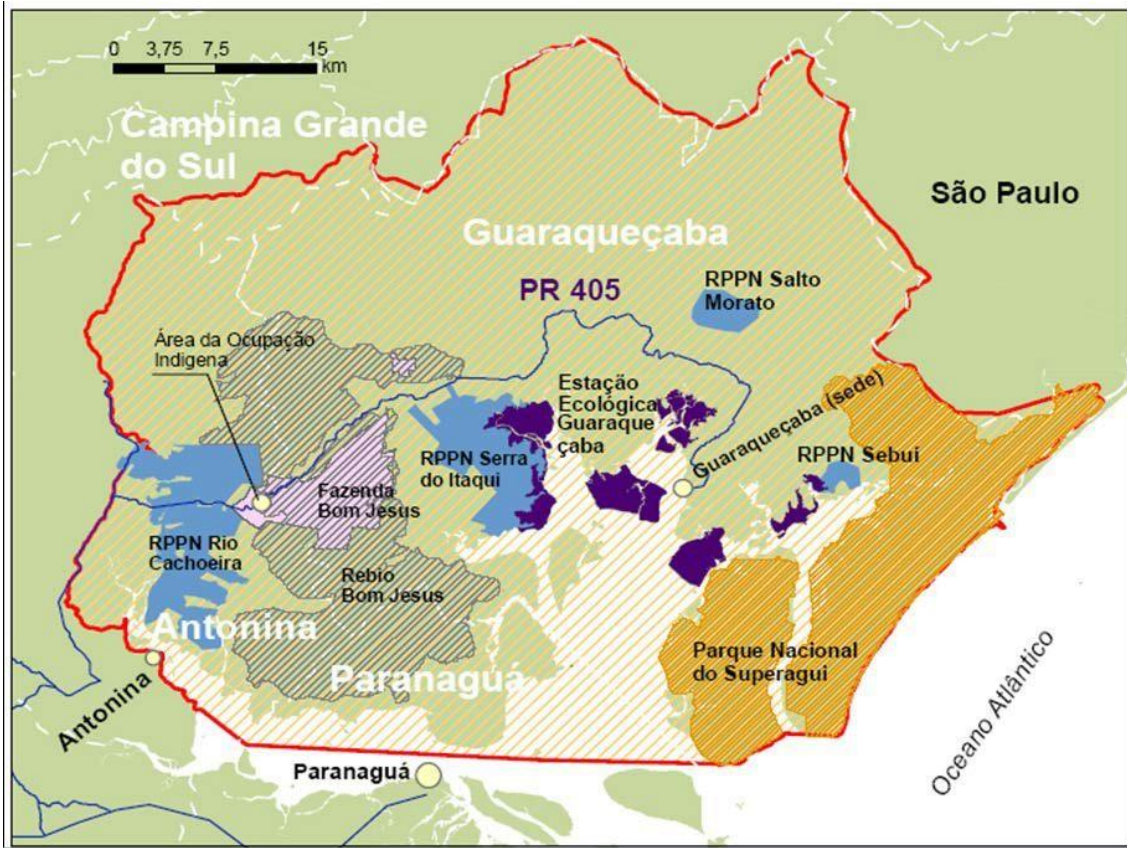 0 3,75 7,5 15
km
Campina Grande
do Sul
São Paulo
Guaraqueçaba
PR 405
RPPN Salto
Morato
Área da Ocupação
Indigena
Estação
Ecológica
Guaraque
çaba
Guaraqueçaba (sede)
RPPN Serra
do Itaqui
RPPN Sebui
Fazenda
Bom Jesus
RPPN Rio
Cachoeira
Rebio
Bom Jesus
Antonina
Paranaguá
Parque Nacional
do Superagui
Antonina
Paranaguá
Oceano Atlântico